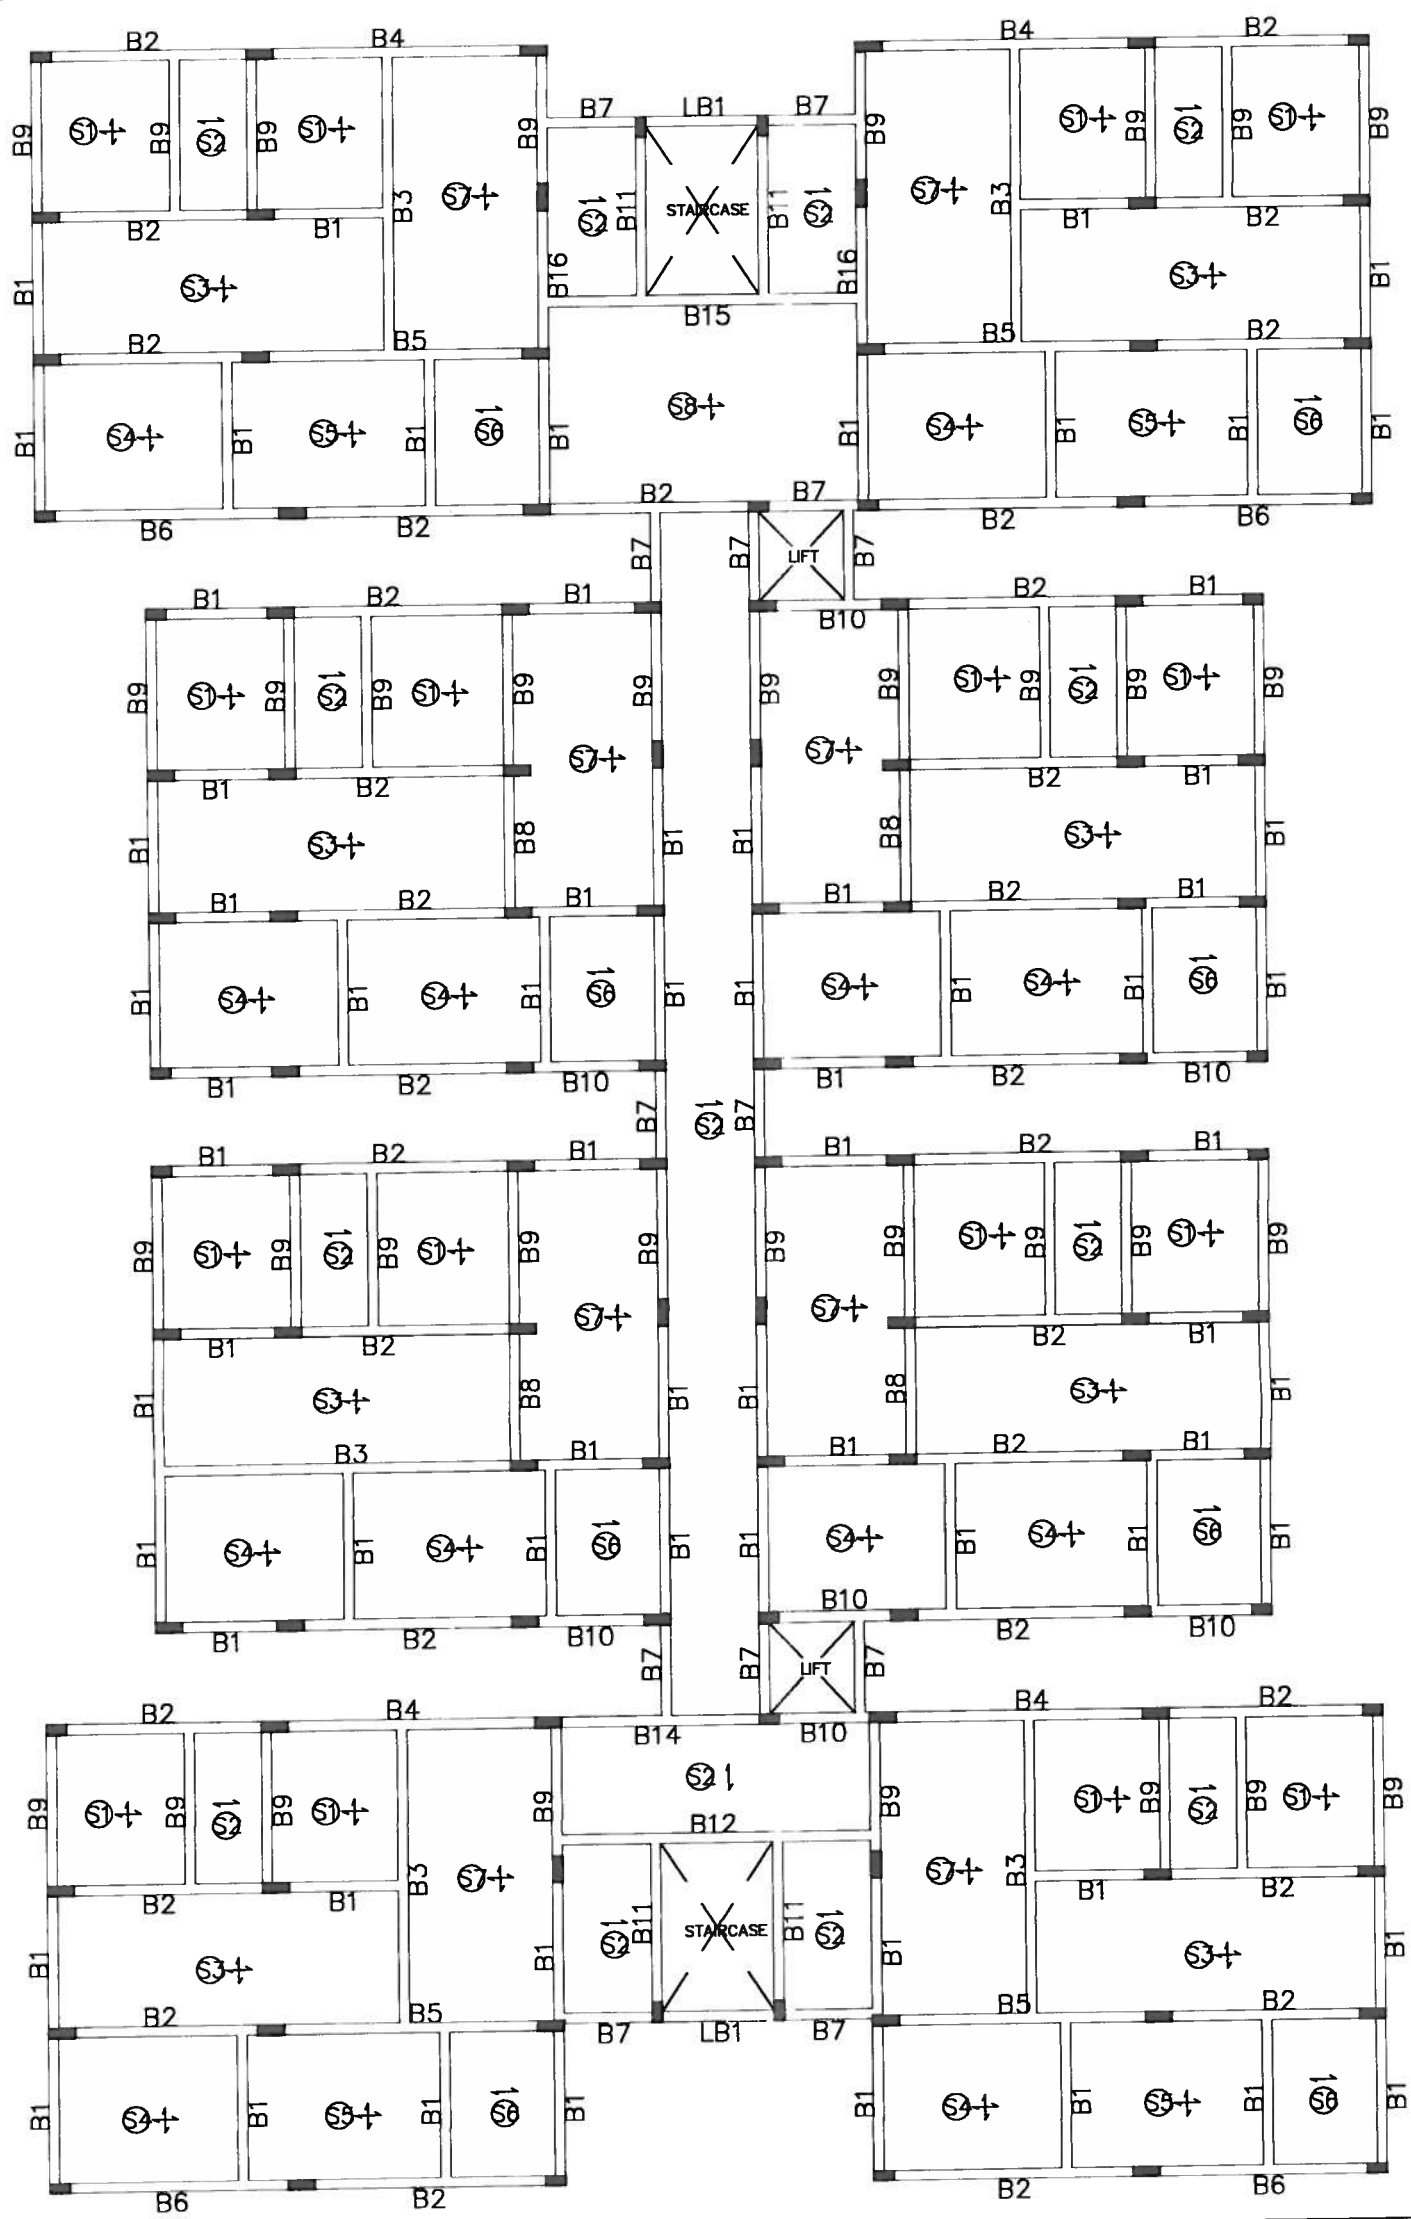 B2 B4 B4 B2
B7 LB1 B7
B9 S1 B9 S2 B9 S1 B9 B9 S1 B9 S2 B9 S1 B9
S7 B3 S2 B11 STAIRCASE B11 S2 S7 B3
B2 B1 B1 B2
B1 S3 B16 B16 S3 B1
B15
B2 B5 B5 B2
S8
B1 S4 B1 S5 B1 S6 B1 B1 S4 B1 S5 B1 S6 B1
B6 B2 B2 B7 B2 B6
B7 B7 LIFT B7
B1 B2 B1 B10 B2 B1
B9 S1 B9 S2 B9 S1 B9 B9 B9 B9 S1 B9 S2 B9 S1 B9
S7 S7
B1 B2 B2 B1
B1 S3 B8 B1 B1 B8 S3 B1
B1 B2 B1 B1 B2 B1
B1 S4 B1 S4 B1 S6 B1 B1 S4 B1 S4 B1 S6 B1
B1 B2 B10 B1 B2 B10
B7 S2 B7
B1 B2 B1 B1 B2 B1
B9 S1 B9 S2 B9 S1 B9 B9 B9 B9 S1 B9 S2 B9 S1 B9
S7 S7
B1 B2 B2 B1
B1 S3 B8 B1 B1 B8 S3 B1
B3 B1 B1 B2 B1
B1 S4 B1 S4 B1 S6 B1 B1 S4 B1 S4 B1 S6 B1
B1 B2 B10 B10 B2 B10
B7 B7 LIFT B7
B2 B4 B14 B10 B4 B2
S2
B9 S1 B9 S2 B9 S1 B9 B12 B9 S1 B9 S2 B9 S1 B9
B3 S7 S7 B3
B2 B1 B1 B2
S2 B11 STAIRCASE B11 S2
B1 S3 B1 B1 S3 B1
B2 B5 B7 LB1 B7 B5 B2
B1 S4 B1 S5 B1 S6 B1 B1 S4 B1 S5 B1 S6 B1
B6 B2 B2 B6